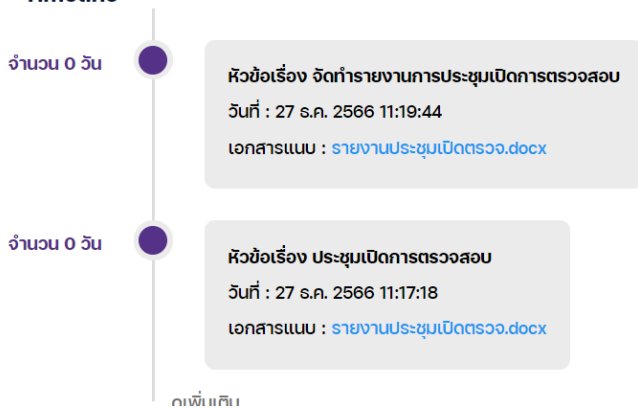 Timeline
จำนวน 0 วัน
หัวข้อเรื่อง จัดทำรายงานการประชุมเปิดการตรวจสอบ
วันที่ : 27 ธ.ค. 2566 11:19:44
เอกสารแนบ : รายงานประชุมเปิดตรวจ.docx
จำนวน 0 วัน
หัวข้อเรื่อง ประชุมเปิดการตรวจสอบ
วันที่ : 27 ธ.ค. 2566 11:17:18
เอกสารแนบ : รายงานประชุมเปิดตรวจ.docx
ดูเพิ่มเติม